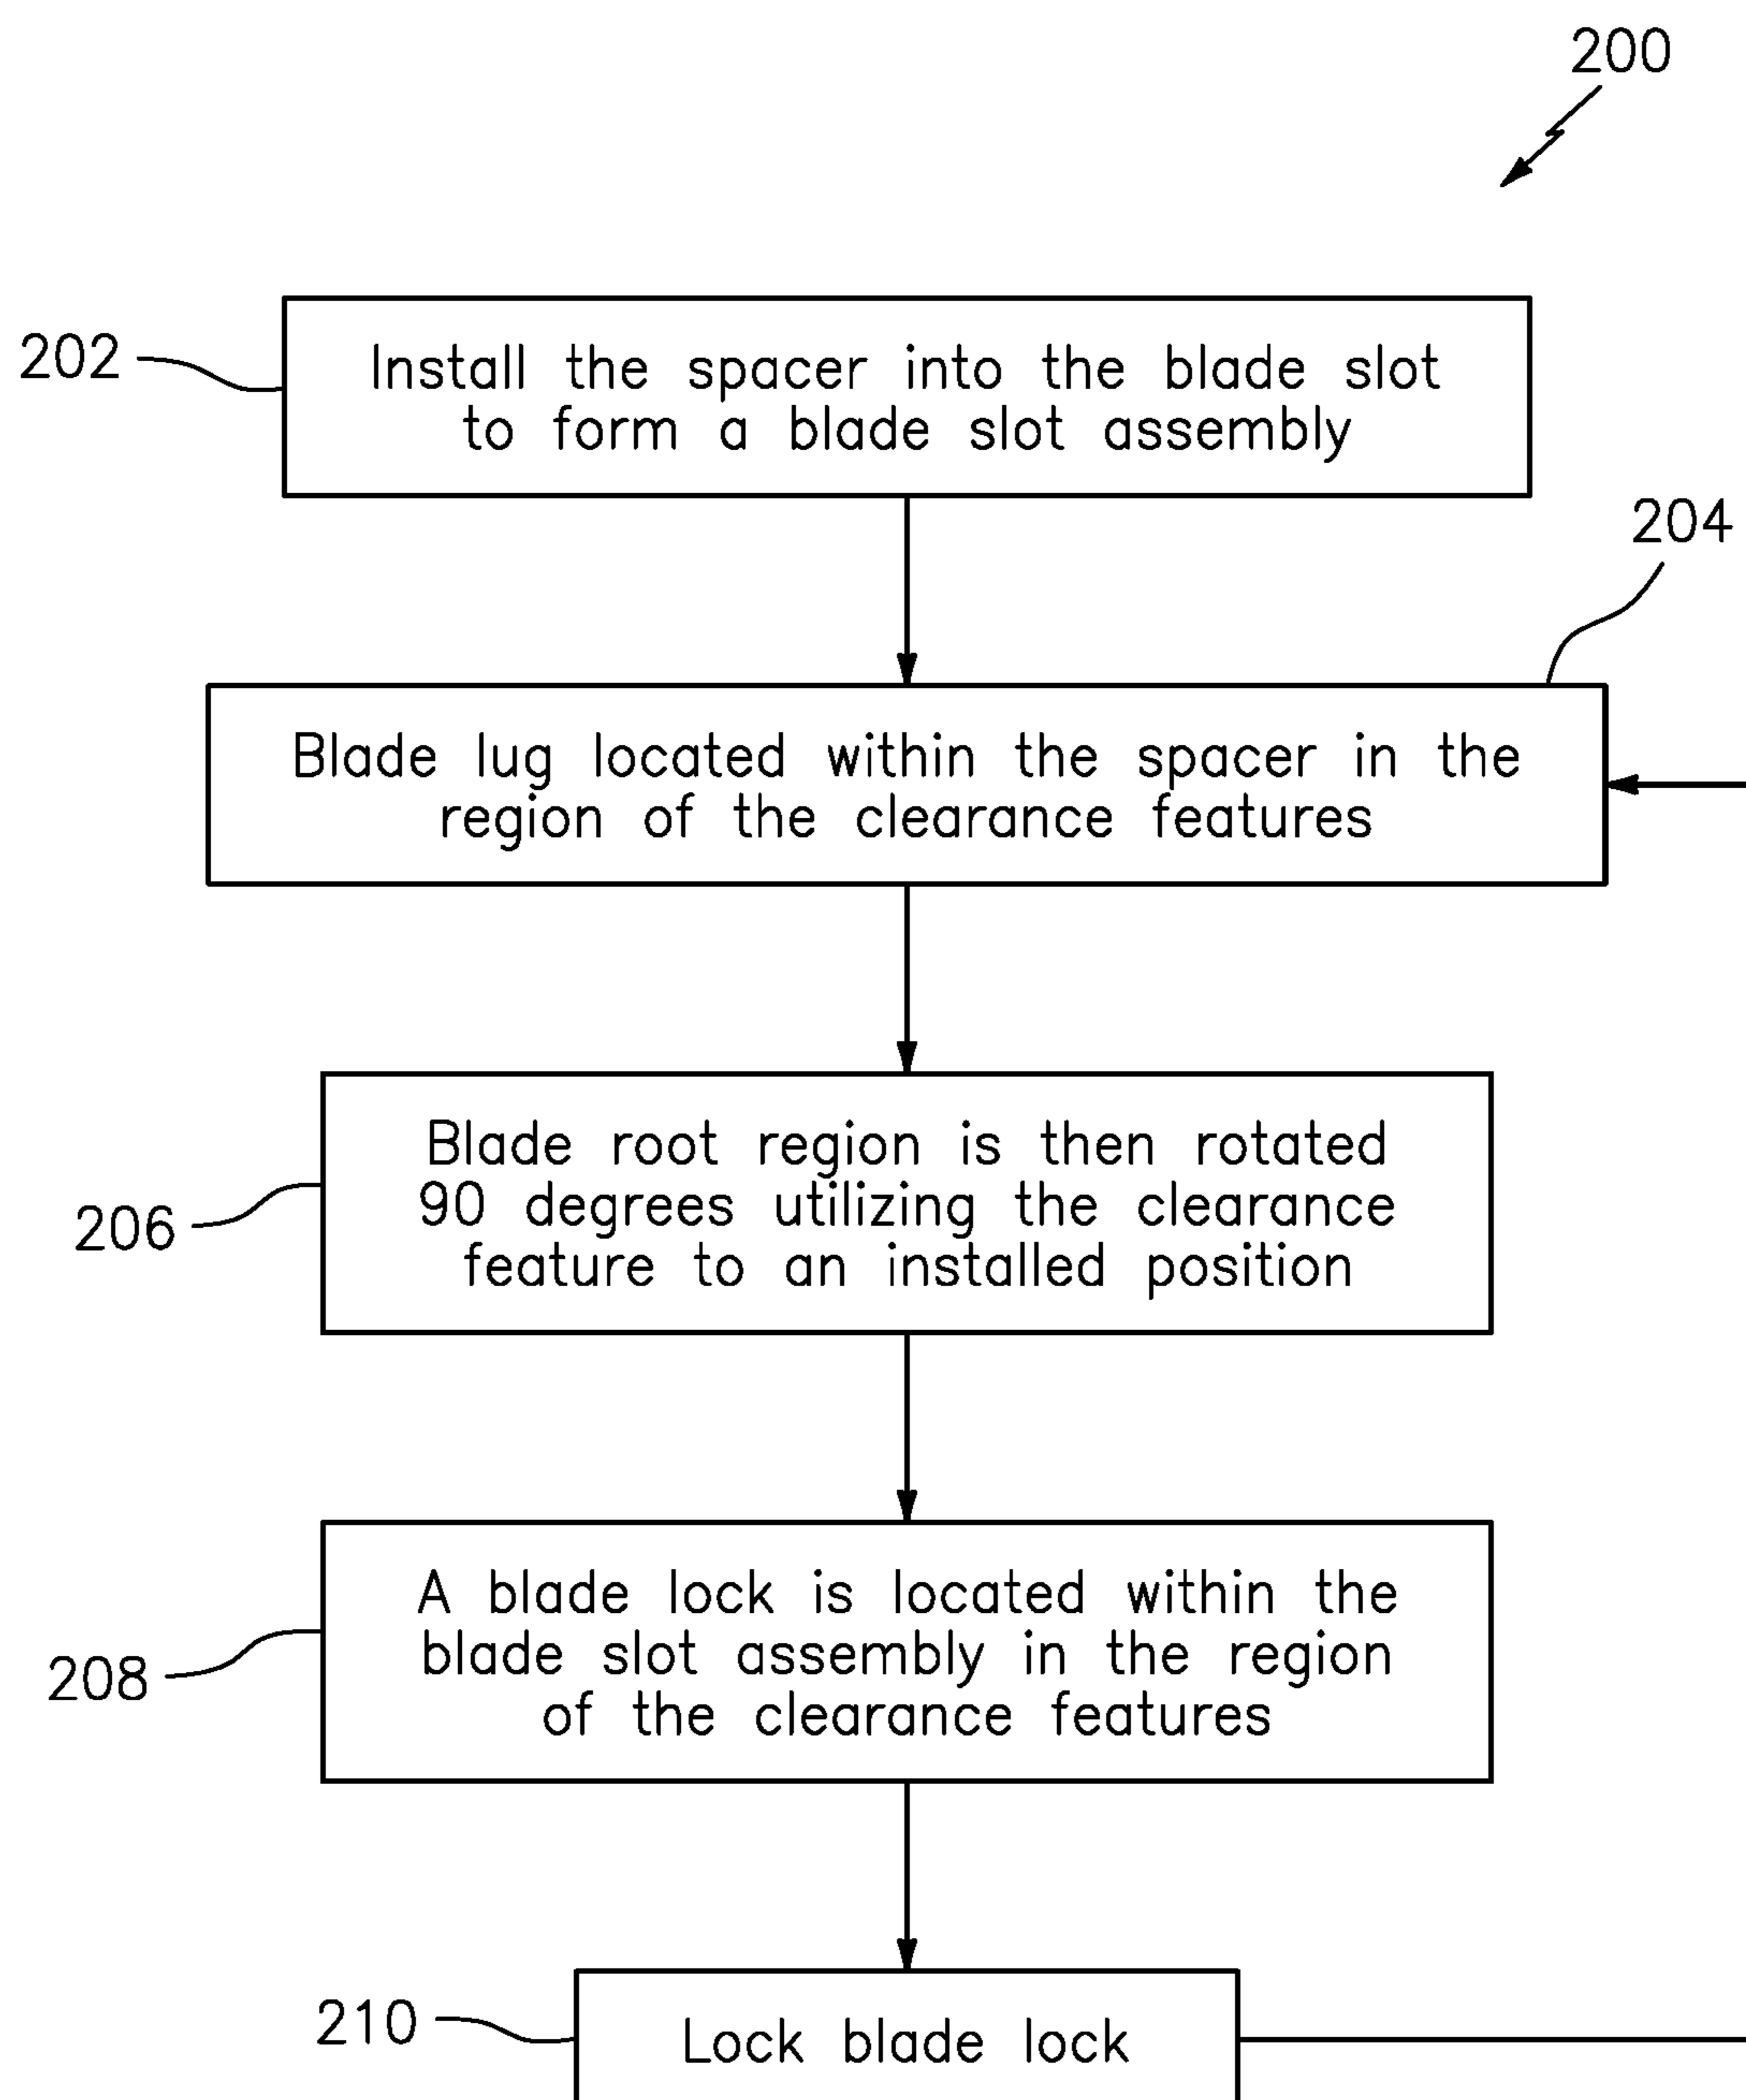 200
202
Install the spacer into the blade slot
to form a blade slot assembly
204
Blade lug located within the spacer in the
region of the clearance features
206
Blade root region is then rotated
90 degrees utilizing the clearance
feature to an installed position
208
A blade lock is located within the
blade slot assembly in the region
of the clearance features
210
Lock blade lock